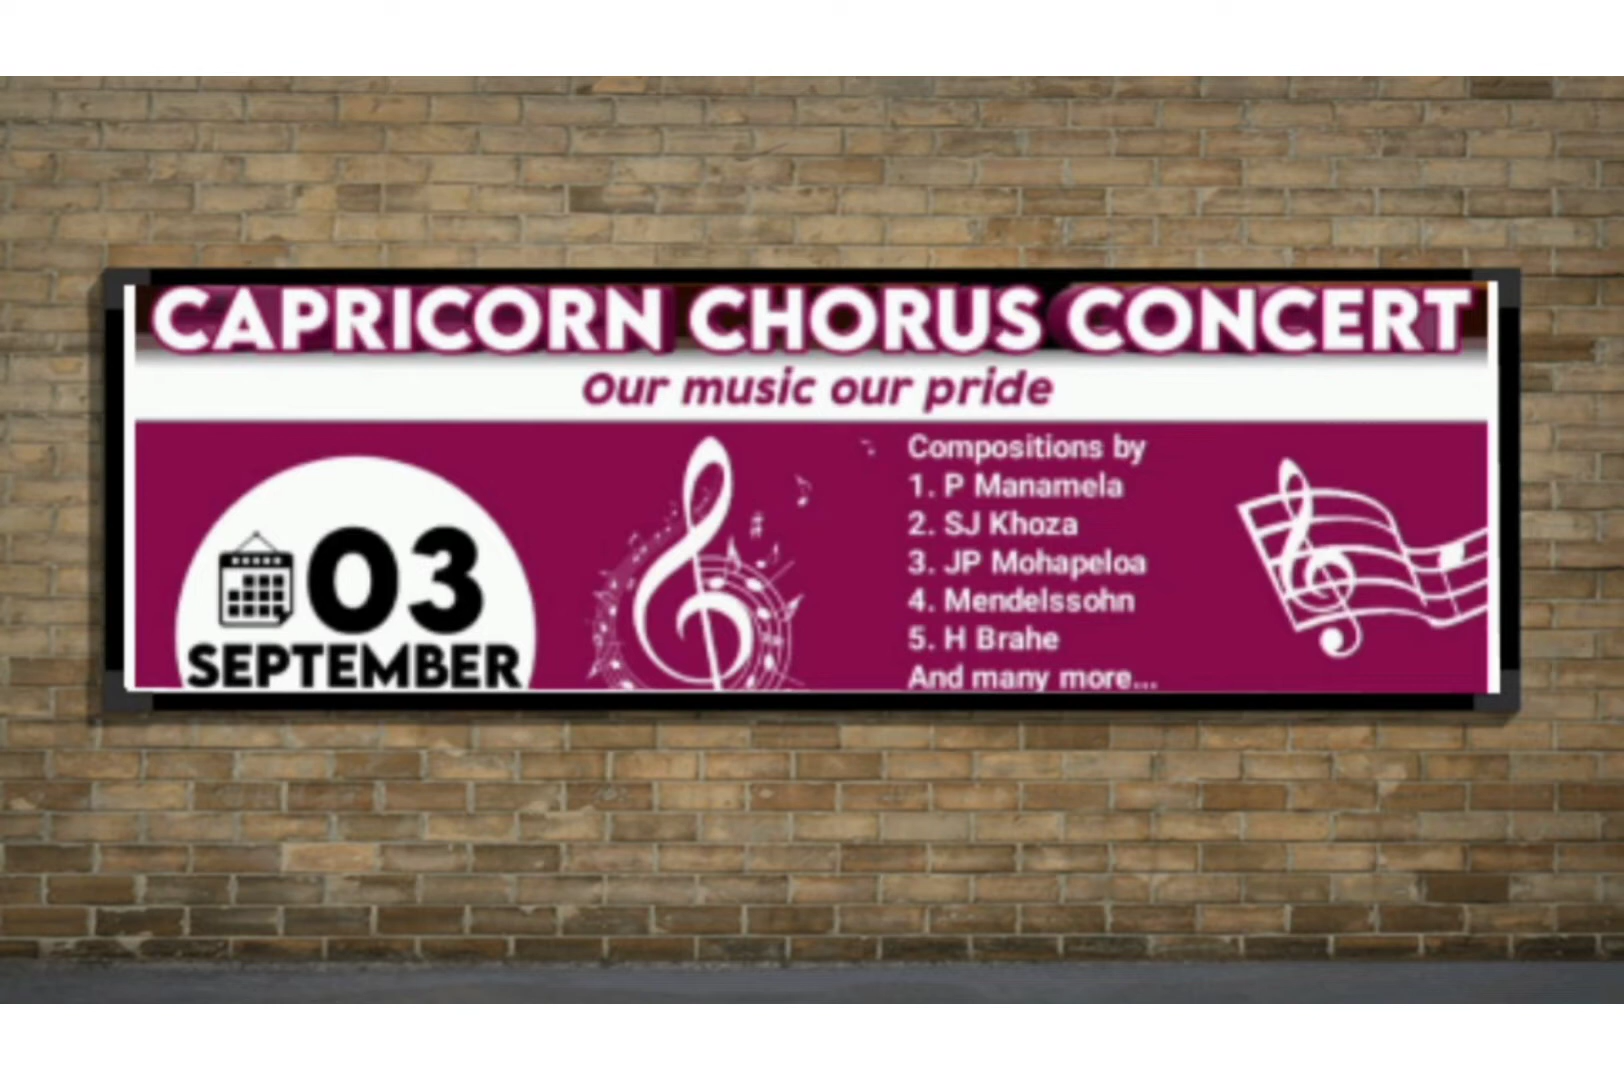 CAPRICORN CHORUS CONCERT
Our music our pride
03
SEPTEMBER
Compositions by
1. P Manamela
2. SJ Khoza
3. JP Mohapeloa
4. Mendelssohn
5. H Brahe
And many more...